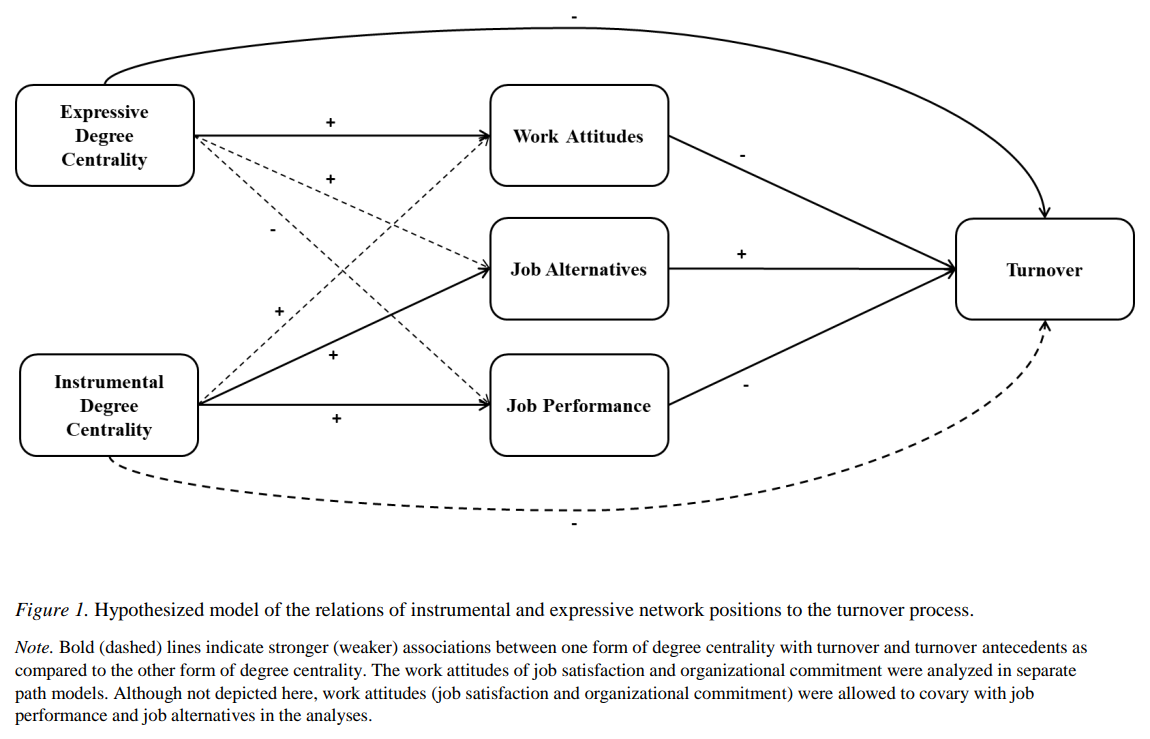 -
Expressive
Degree
Centrality
+
Work Attitudes
-
+
-
Job Alternatives
+
Turnover
+
+
Instrumental
Degree
Centrality
+
Job Performance
-
-
Figure 1. Hypothesized model of the relations of instrumental and expressive network positions to the turnover process.
Note. Bold (dashed) lines indicate stronger (weaker) associations between one form of degree centrality with turnover and turnover antecedents as
compared to the other form of degree centrality. The work attitudes of job satisfaction and organizational commitment were analyzed in separate
path models. Although not depicted here, work attitudes (job satisfaction and organizational commitment) were allowed to covary with job
performance and job alternatives in the analyses.